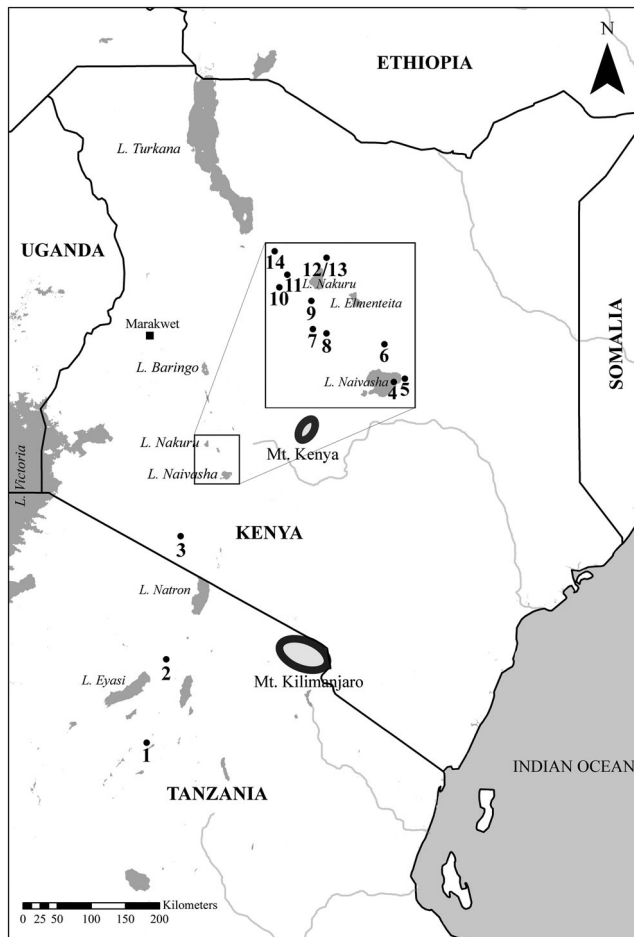 N
ETHIOPIA
L. Turkana
UGANDA
SOMALIA
14
12/13
11
L. Nakuru
10
L. Elmenteita
9
Marakwet
7
8
6
L. Baringo
L. Naivasha
4
5
L. Victoria
L. Nakuru
Mt. Kenya
L. Naivasha
3
KENYA
L. Natron
2
L. Eyasi
Mt. Kilimanjaro
1
INDIAN OCEAN
TANZANIA
Kilometers
0 25 50 100 150 200